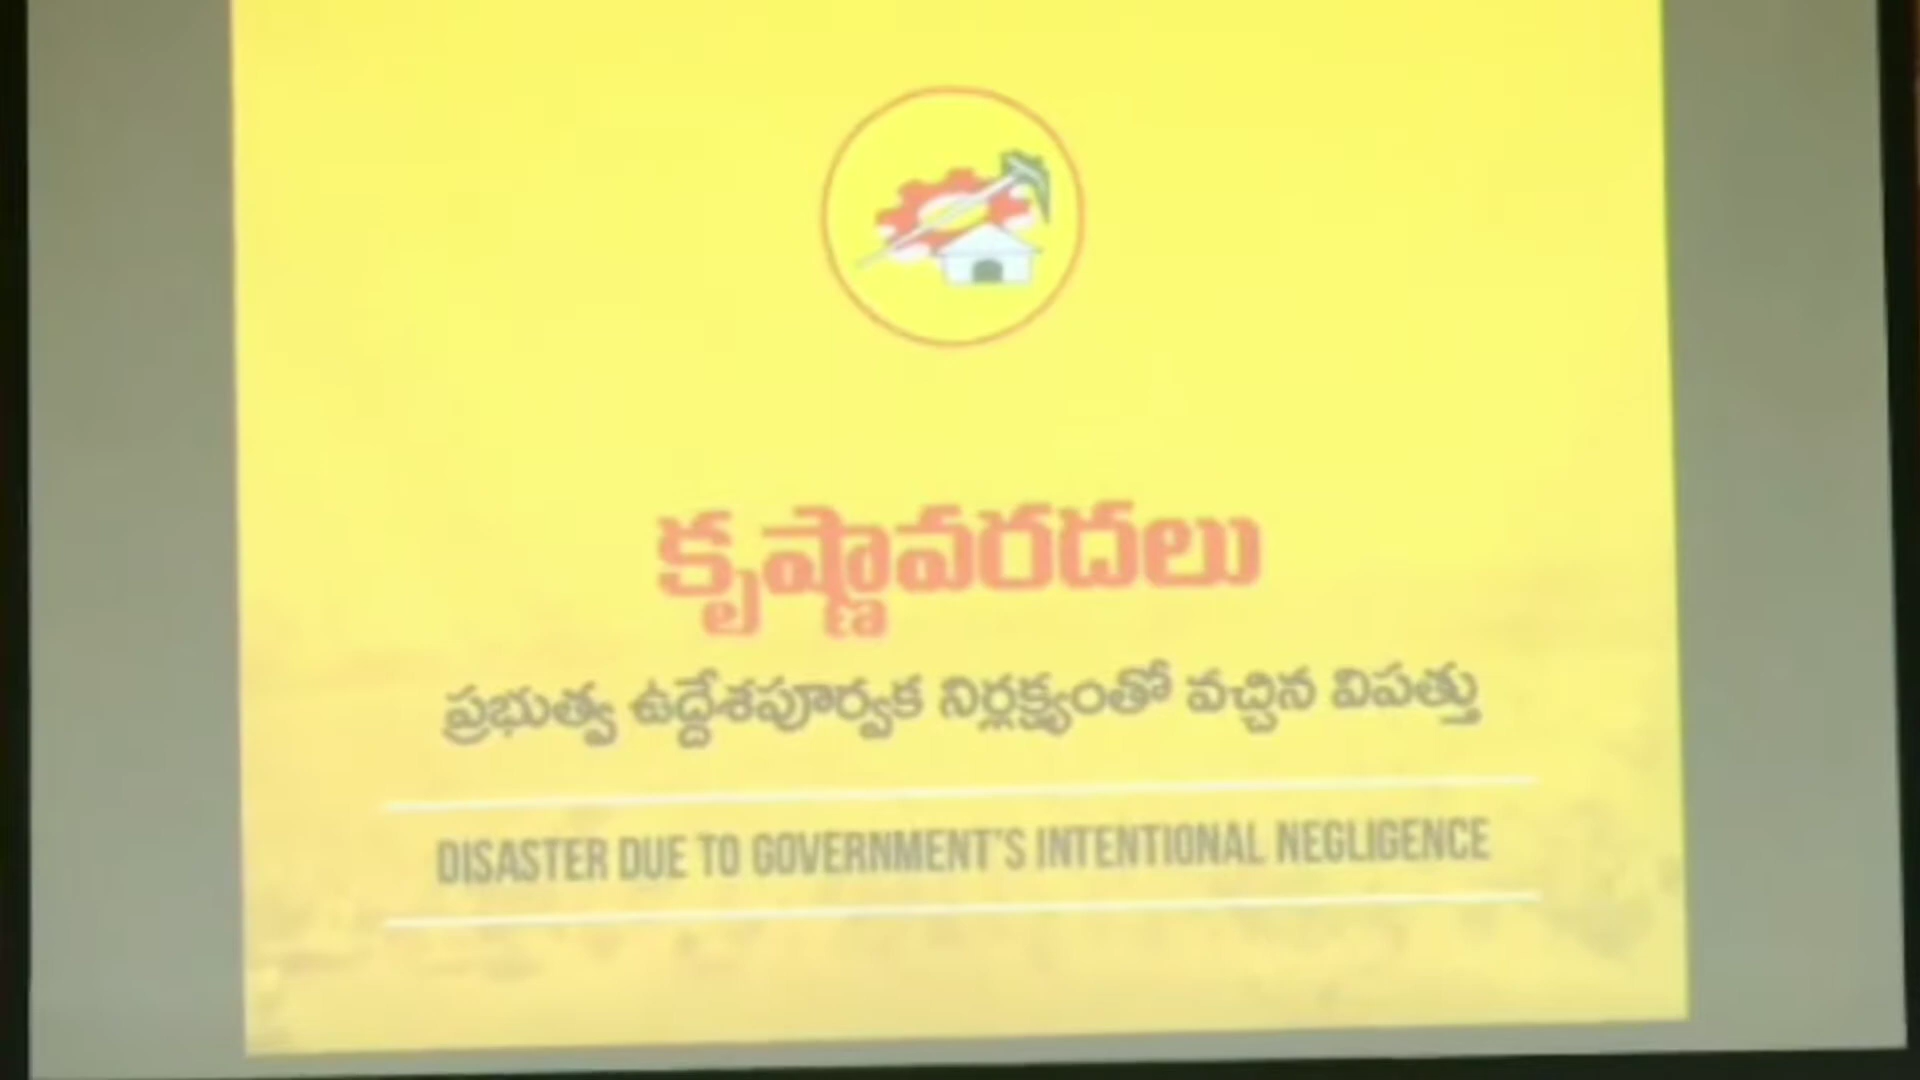 కృష్ణావరదలు
ప్రభుత్వ ఉద్దేశపూర్వక నిర్లక్ష్యంతో వచ్చిన విపత్తు
DISASTER DUE TO GOVERNMENT'S INTENTIONAL NEGLIGENCE